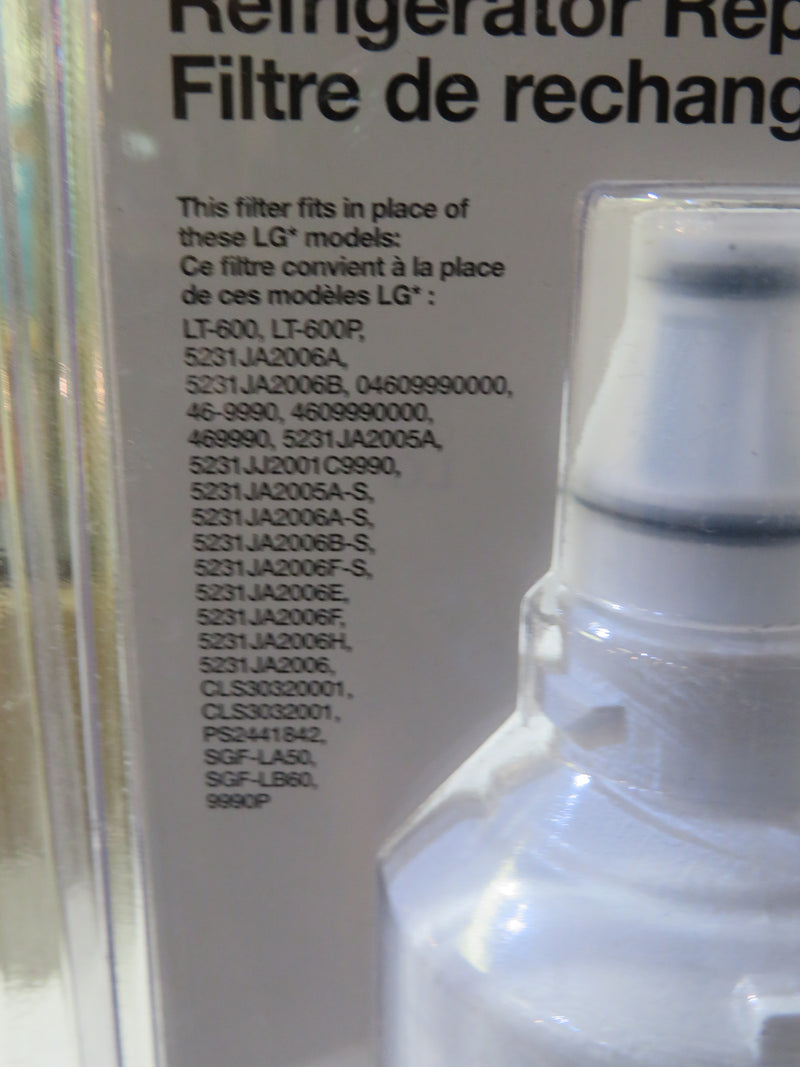 Refrigerator Rep
Filtre de rechang
This filter fits in place of
these LG* models:
Ce filtre convient à la place
de ces modèles LG* :
LT-600, LT-600P,
5231JA2006A,
5231JA2006B, 04609990000,
46-9990, 4609990000,
469990, 5231JA2005A,
5231JJ2001C9990,
5231JA2005A-S,
5231JA2006A-S,
5231JA2006B-S,
5231JA2006F-S,
5231JA2006E,
5231JA2006F,
5231JA2006H,
5231JA2006,
CLS30320001,
CLS3032001,
PS2441842,
SGF-LA50,
SGF-LB60,
9990P